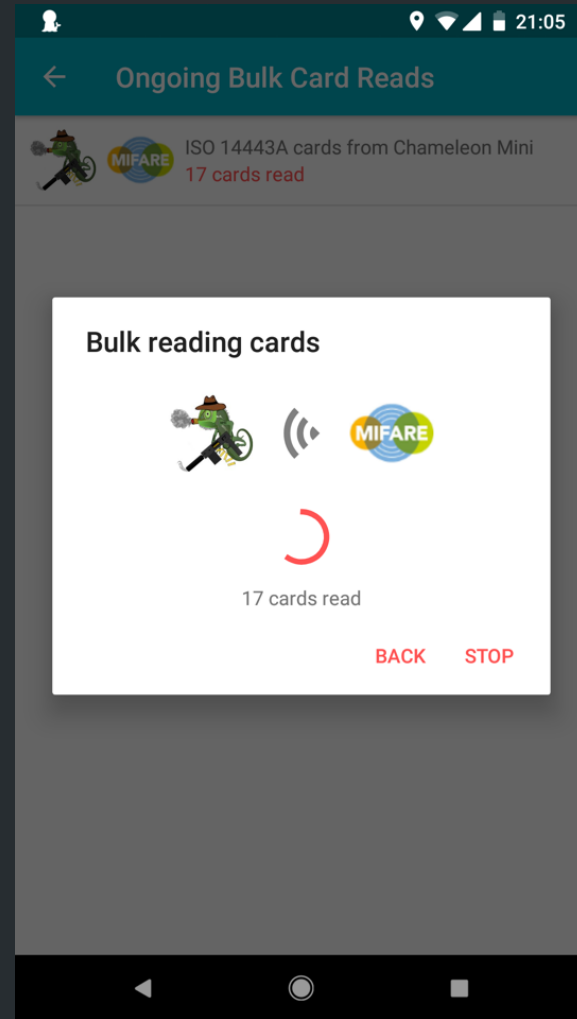 21:05
Ongoing Bulk Card Reads
MIFARE
ISO 14443A cards from Chameleon Mini
17 cards read
Bulk reading cards
MIFARE
17 cards read
BACK STOP